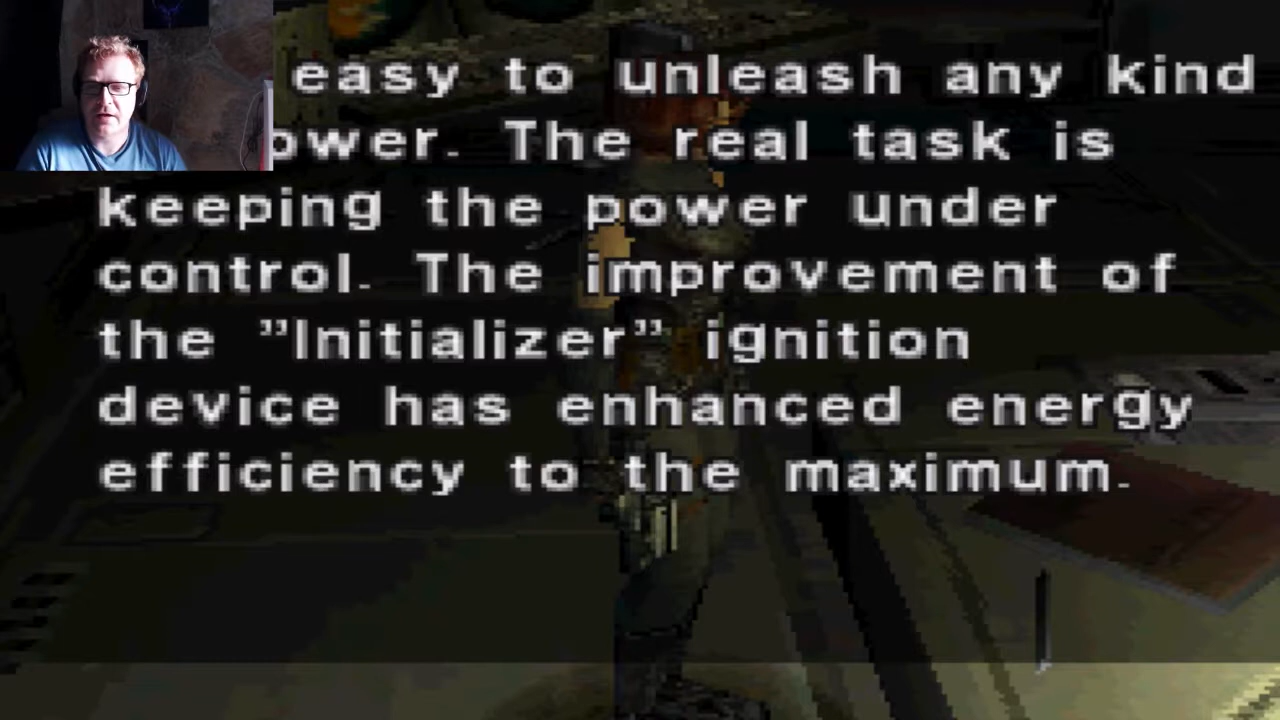 easy to unleash any kind
ower. The real task is
keeping the power under
control. The improvement of
the "Initializer" ignition
device has enhanced energy
efficiency to the maximum.